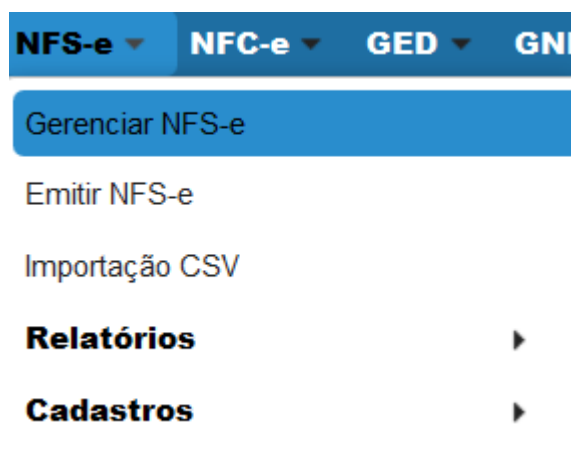 NFS-e NFC-e GED
Gerenciar NFS-e
Emitir NFS-e
Importação CSV
Relatórios
Cadastros